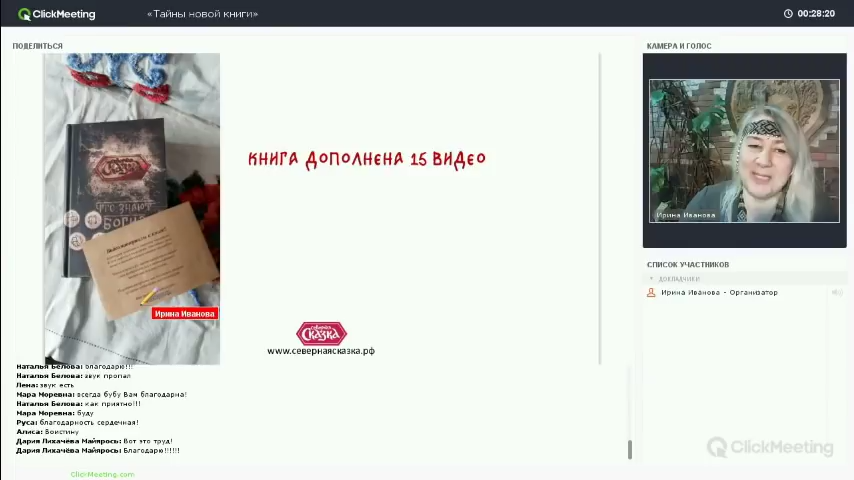 ClickMeeting
«Тайны новой книги»
00:28:20
ПОДЕЛИТЬСЯ
КНИГА ДОПОЛНЕНА 15 ВИДЕО
Сказка
Ирина Иванова
северная
Сказка
www.севернаясказка.рф
Наталья Белова: благодарю!!!
Наталья Белова: звук пропал
Лена: звук есть
Мара Моревна: всегда бубу Вам благодарна!
Наталья Белова: как приятно!!!
Мара Моревна: буду
Руса: благодарность сердечная!
Алиса: Воистину
Дария Лихачёва Майярось: Вот это труд!
Дария Лихачёва Майярось: Благодарю!!!!!!
ClickMeeting.com
КАМЕРА И ГОЛОС
Ирина Иванова
СПИСОК УЧАСТНИКОВ
ДОКЛАДЧИКИ
Ирина Иванова - Организатор
ClickMeeting